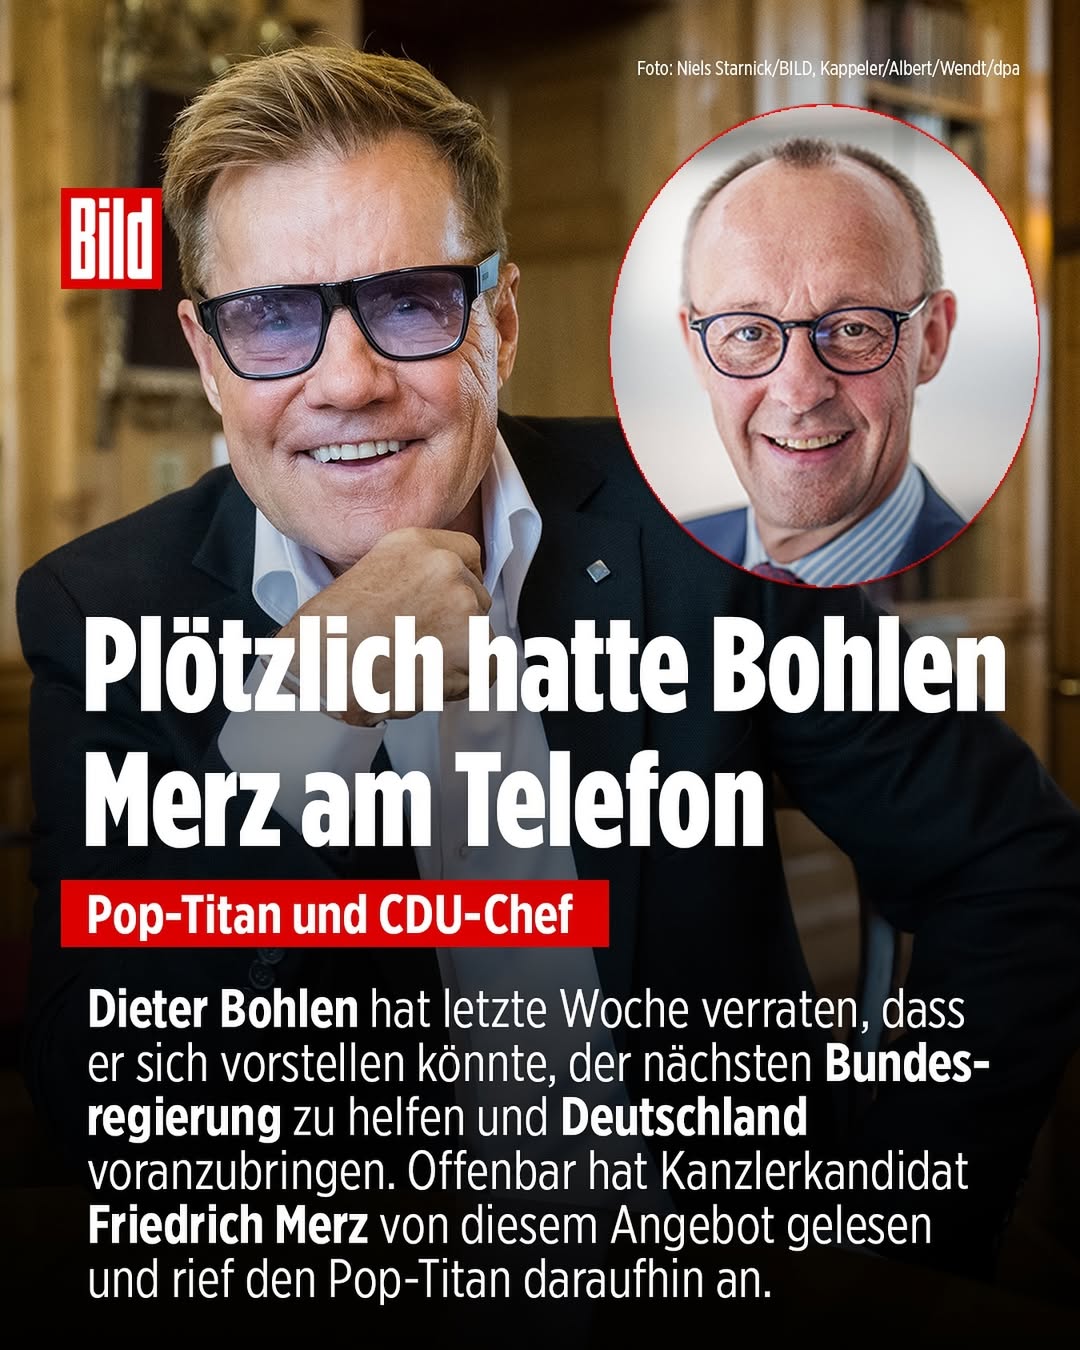 Foto: Niels Starnick/BILD, Kappeler/Albert/Wendt/dpa
Bild
Plötzlich hatte Bohlen
Merz am Telefon
Pop-Titan und CDU-Chef
Dieter Bohlen hat letzte Woche verraten, dass
er sich vorstellen könnte, der nächsten Bundes-
regierung zu helfen und Deutschland
voranzubringen. Offenbar hat Kanzlerkandidat
Friedrich Merz von diesem Angebot gelesen
und rief den Pop-Titan daraufhin an.